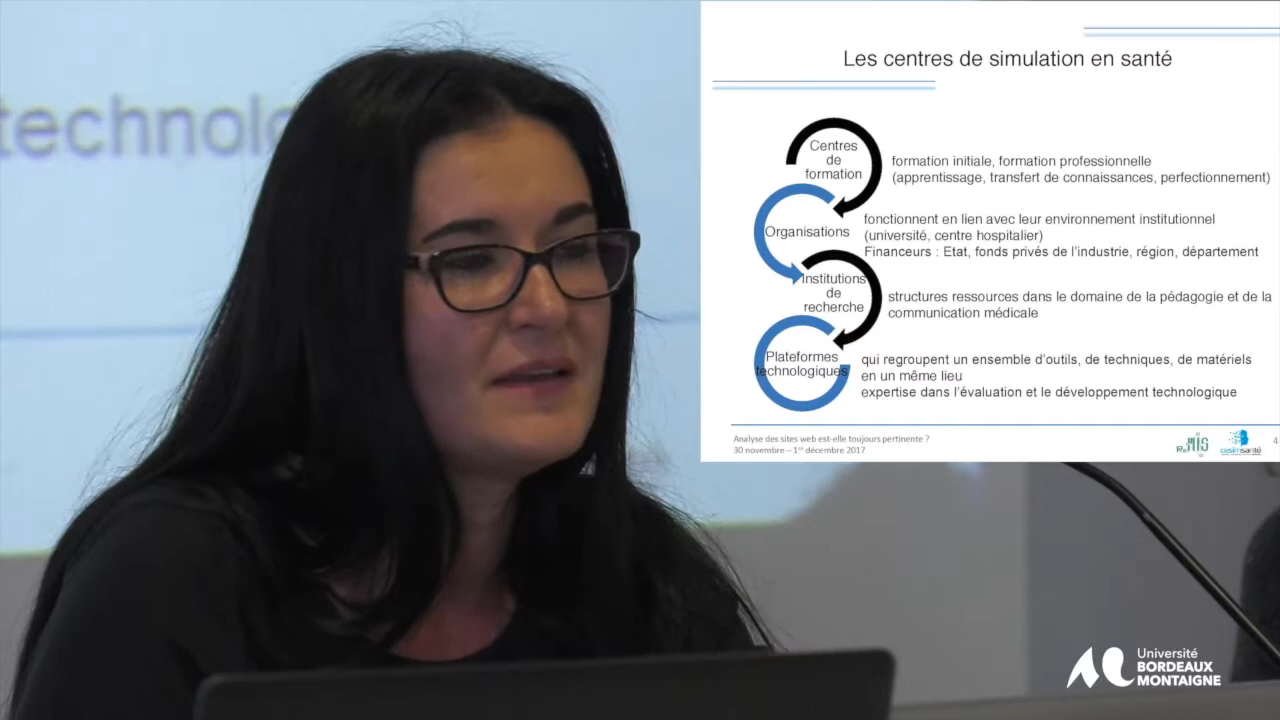 technolo
Les centres de simulation en santé
Centres
de
formation
formation initiale, formation professionnelle
(apprentissage, transfert de connaissances, perfectionnement)
Organisations
fonctionnent en lien avec leur environnement institutionnel
(université, centre hospitalier)
Financeurs : Etat, fonds privés de l'industrie, région, département
Institutions
de
recherche
structures ressources dans le domaine de la pédagogie et de la
communication médicale
Plateformes
technologiques
qui regroupent un ensemble d'outils, de techniques, de matériels
en un même lieu
expertise dans l'évaluation et le développement technologique
Analyse des sites web est-elle toujours pertinente ?
30 novembre – 1er décembre 2017
ReMIS
cesimsanté
4
Université
BORDEAUX
MONTAIGNE